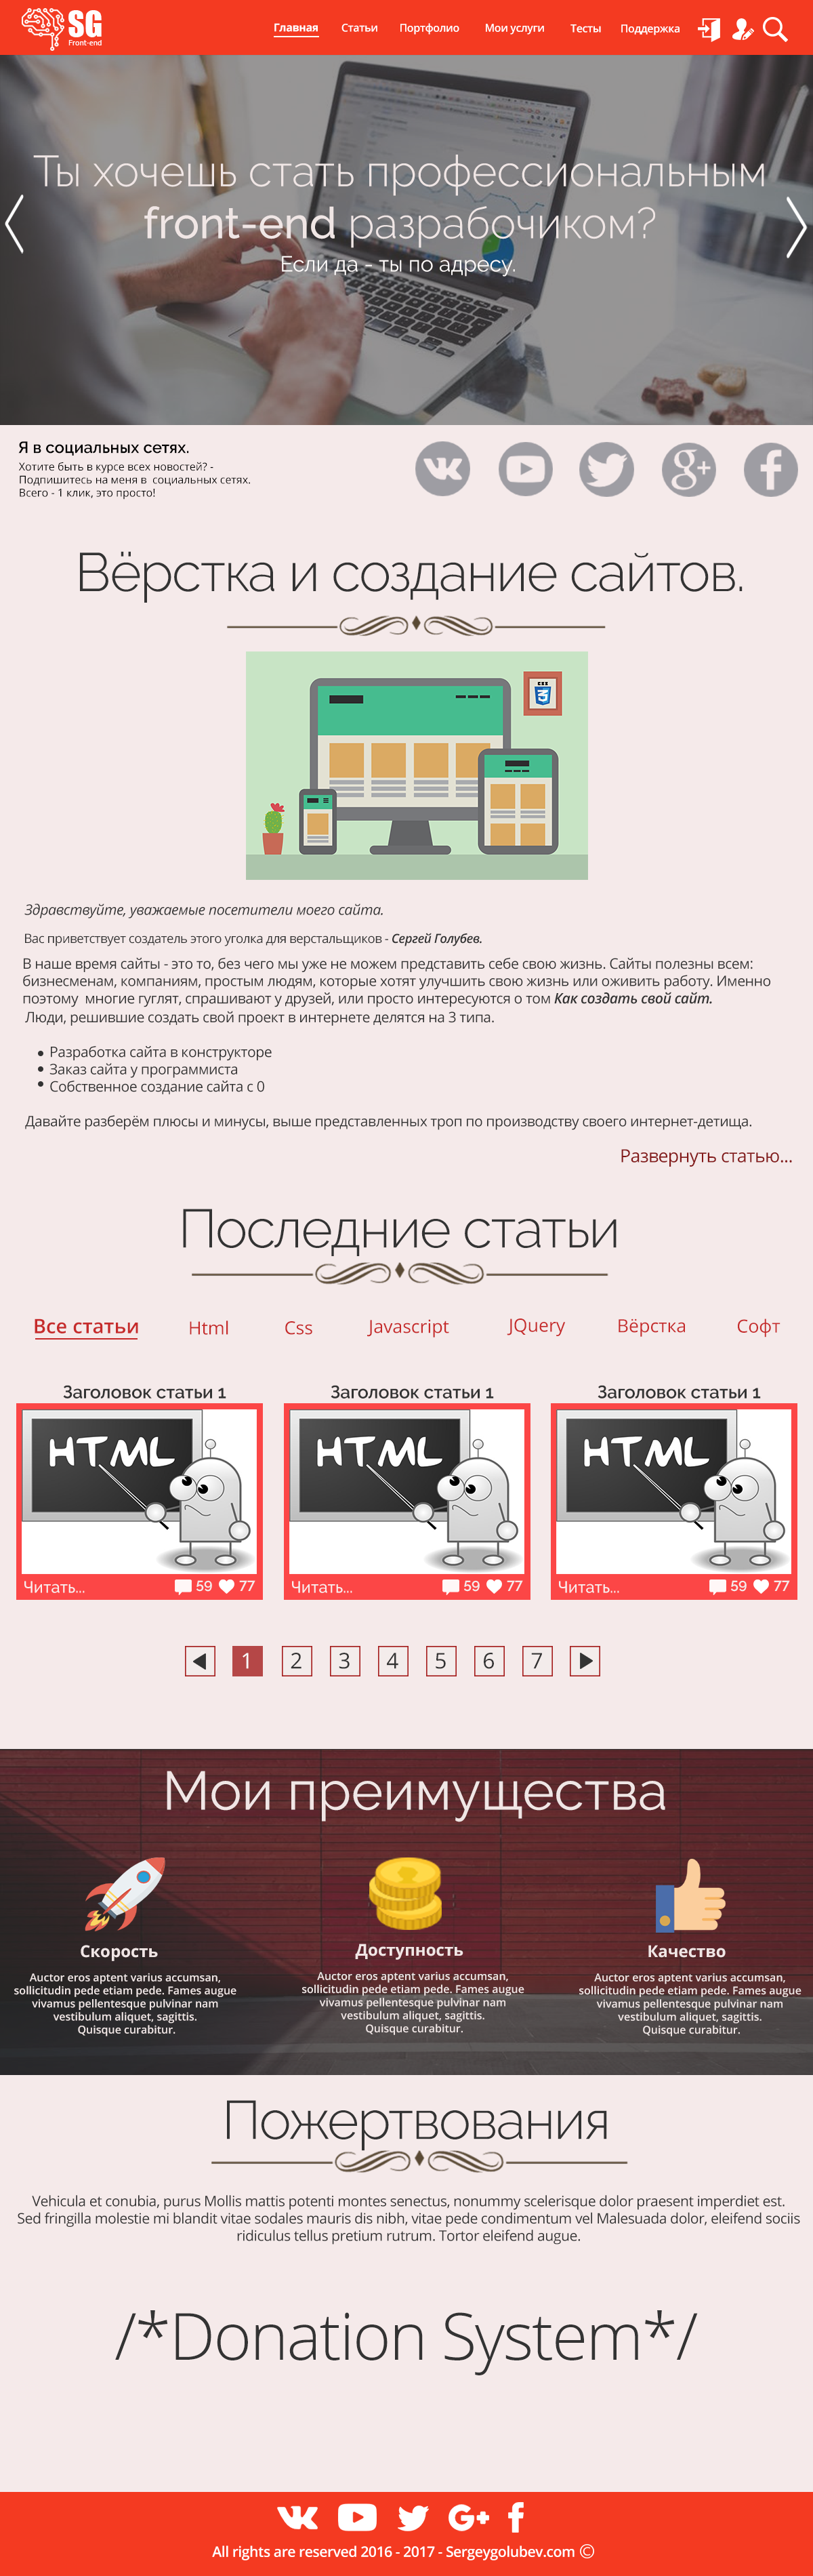 SG
Front-end
Главная Статьи Портфолио Мои услуги Тесты Поддержка
Ты хочешь стать профессиональным
front-end разрабочиком?
Если да - ты по адресу.
Я в социальных сетях.
Хотите быть в курсе всех новостей? -
Подпишитесь на меня в социальных сетях.
Всего - 1 клик, это просто!
Вёрстка и создание сайтов.
CSS
3
Здравствуйте, уважаемые посетители моего сайта.
Вас приветствует создатель этого уголка для верстальщиков - Сергей Голубев.
В наше время сайты - это то, без чего мы уже не можем представить себе свою жизнь. Сайты полезны всем:
бизнесменам, компаниям, простым людям, которые хотят улучшить свою жизнь или оживить работу. Именно
поэтому многие гуглят, спрашивают у друзей, или просто интересуются о том Как создать свой сайт.
Люди, решившие создать свой проект в интернете делятся на 3 типа.
• Разработка сайта в конструкторе
• Заказ сайта у программиста
• Собственное создание сайта с 0
Давайте разберём плюсы и минусы, выше представленных троп по производству своего интернет-детища.
Развернуть статью...
Последние статьи
Все статьи Html Css Javascript JQuery Вёрстка Софт
Заголовок статьи 1 Заголовок статьи 1 Заголовок статьи 1
HTML HTML HTML
Читать... 59 77 Читать... 59 77 Читать... 59 77
1 2 3 4 5 6 7
Мои преимущества
Скорость
Auctor eros aptent varius accumsan,
sollicitudin pede etiam pede. Fames augue
vivamus pellentesque pulvinar nam
vestibulum aliquet, sagittis.
Quisque curabitur.
Доступность
Auctor eros aptent varius accumsan,
sollicitudin pede etiam pede. Fames augue
vivamus pellentesque pulvinar nam
vestibulum aliquet, sagittis.
Quisque curabitur.
Качество
Auctor eros aptent varius accumsan,
sollicitudin pede etiam pede. Fames augue
vivamus pellentesque pulvinar nam
vestibulum aliquet, sagittis.
Quisque curabitur.
Пожертвования
Vehicula et conubia, purus Mollis mattis potenti montes senectus, nonummy scelerisque dolor praesent imperdiet est.
Sed fringilla molestie mi blandit vitae sodales mauris dis nibh, vitae pede condimentum vel Malesuada dolor, eleifend sociis
ridiculus tellus pretium rutrum. Tortor eleifend augue.
/*Donation System*/
All rights are reserved 2016 - 2017 - Sergeygolubev.com ©